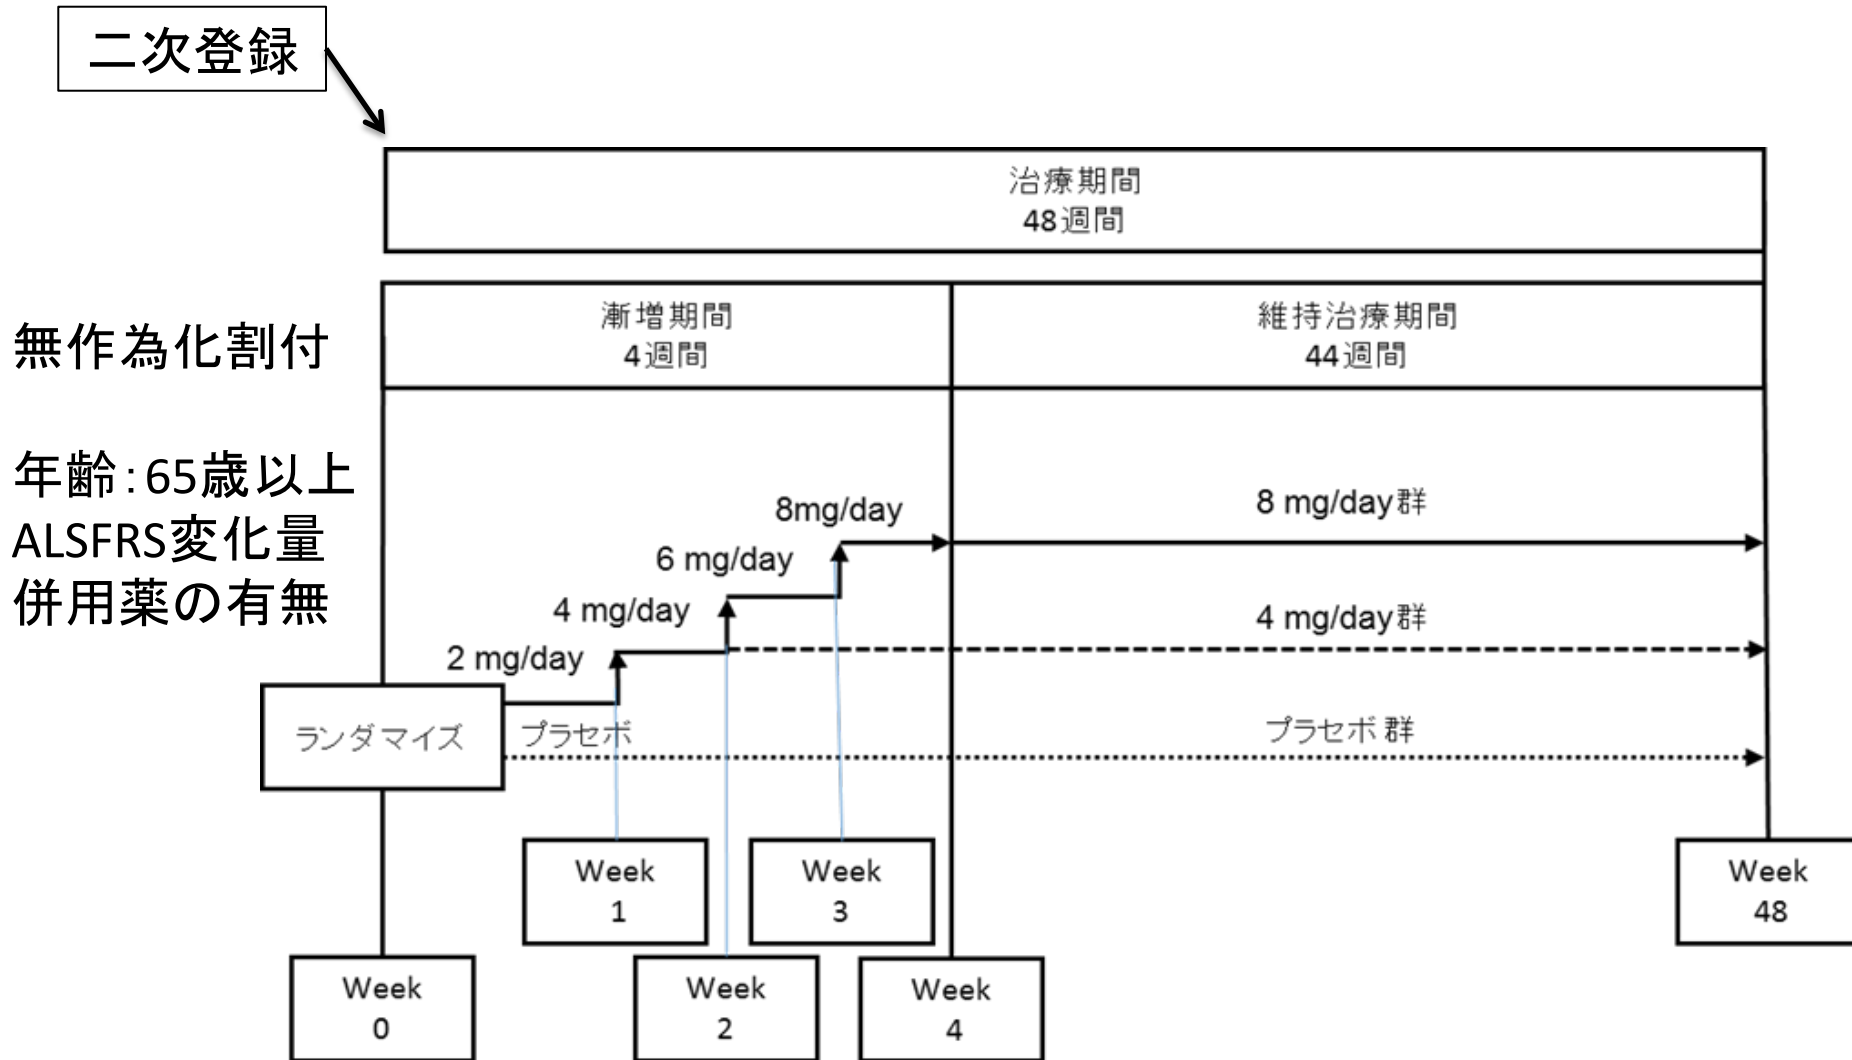 二次登録
治療期間
48週間
漸増期間
4週間
維持治療期間
44週間
無作為化割付
年齢：65歳以上
ALSFRS変化量
併用薬の有無
8mg/day
8 mg/day群
6 mg/day
4 mg/day
4 mg/day群
2 mg/day
ランダマイズ
プラセボ
プラセボ群
Week
1
Week
3
Week
48
Week
0
Week
2
Week
4